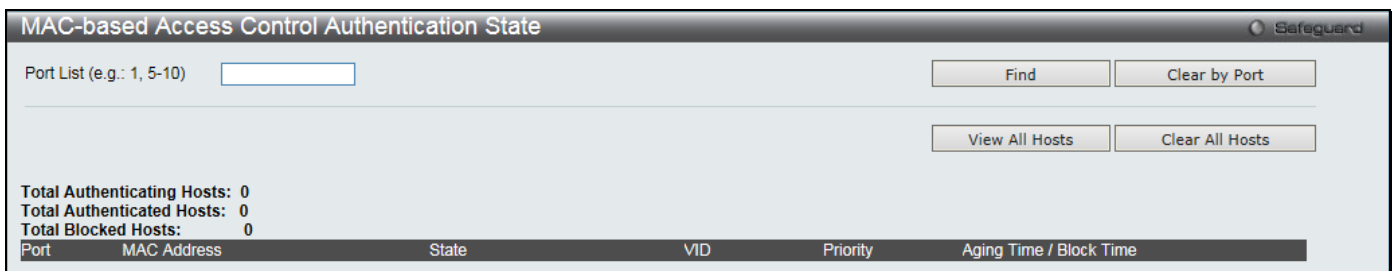 MAC-based Access Control Authentication State Safeguard
Port List (e.g.: 1, 5-10) Find Clear by Port
View All Hosts Clear All Hosts
Total Authenticating Hosts: 0
Total Authenticated Hosts: 0
Total Blocked Hosts: 0
Port MAC Address State VID Priority Aging Time / Block Time